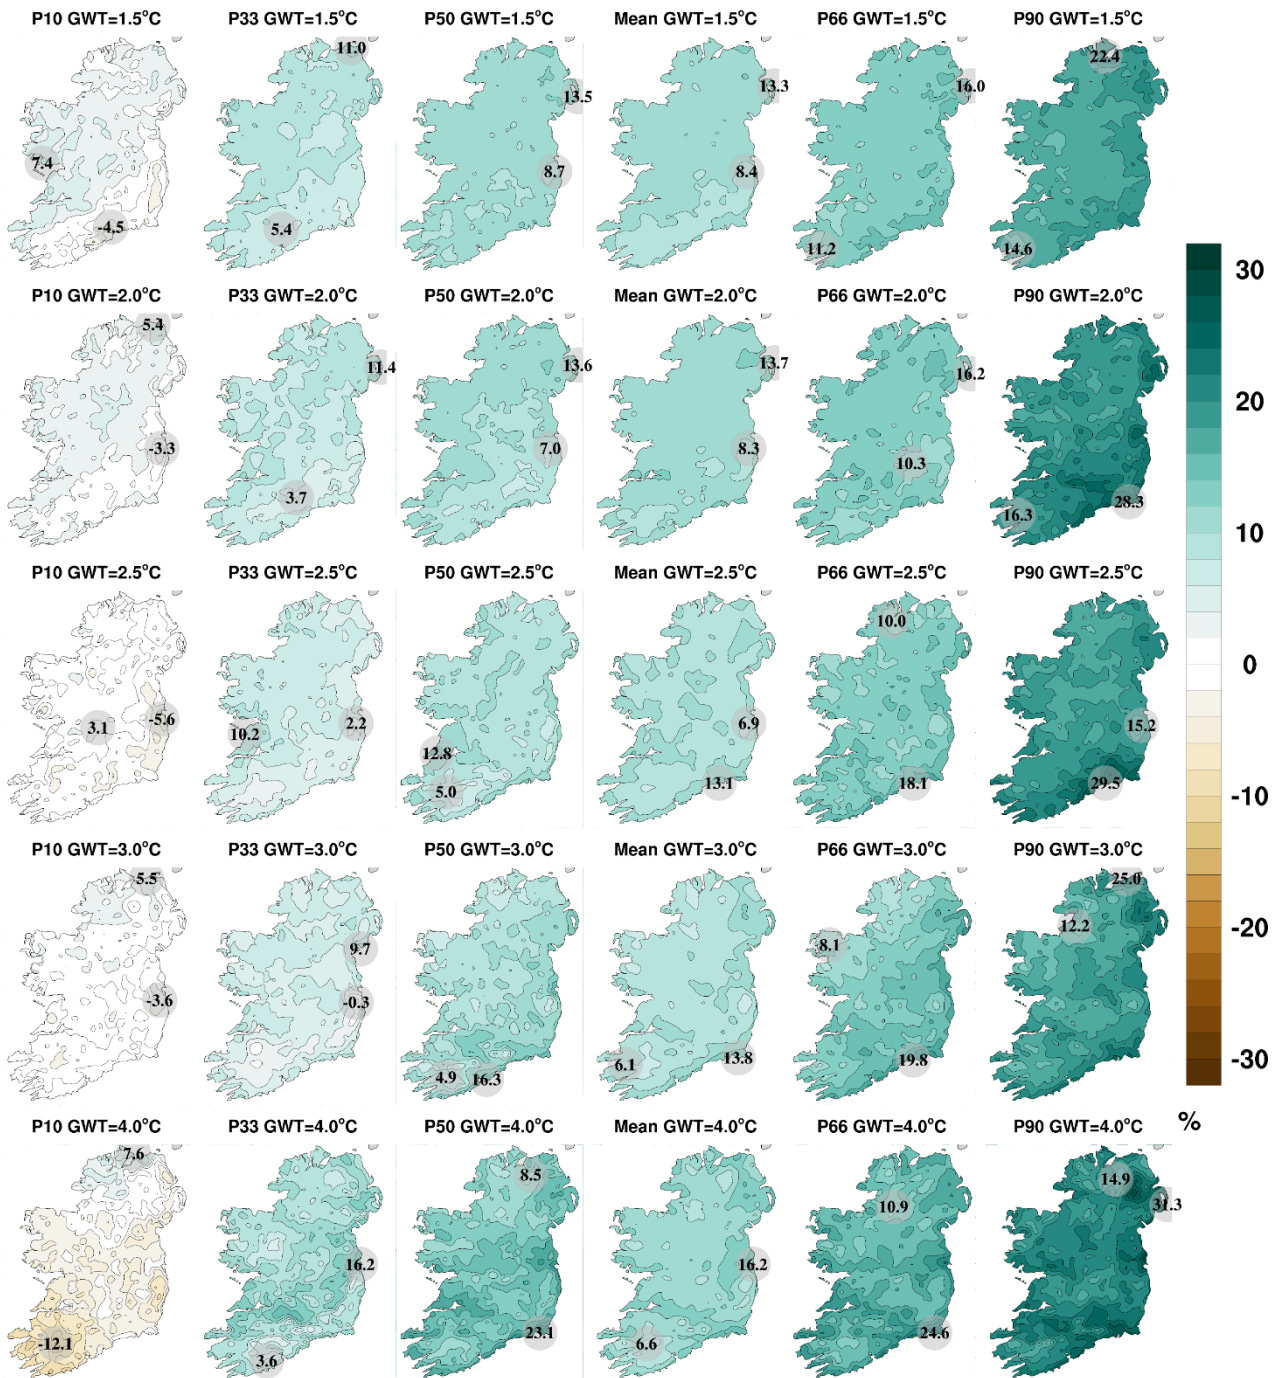 P10 GWT=1.5°C P33 GWT=1.5°C P50 GWT=1.5°C Mean GWT=1.5°C P66 GWT=1.5°C P90 GWT=1.5°C
11.0 22.4
13.5 13.3 16.0
7.4 8.7 8.4
-4.5 5.4 11.2 14.6
P10 GWT=2.0°C P33 GWT=2.0°C P50 GWT=2.0°C Mean GWT=2.0°C P66 GWT=2.0°C P90 GWT=2.0°C
5.4
11.4 13.6 13.7 16.2
-3.3 7.0 8.3 10.3
3.7 16.3 28.3
P10 GWT=2.5°C P33 GWT=2.5°C P50 GWT=2.5°C Mean GWT=2.5°C P66 GWT=2.5°C P90 GWT=2.5°C
10.0
3.1 -5.6 10.2 2.2 6.9 15.2
12.8
5.0 13.1 18.1 29.5
P10 GWT=3.0°C P33 GWT=3.0°C P50 GWT=3.0°C Mean GWT=3.0°C P66 GWT=3.0°C P90 GWT=3.0°C
5.5 25.0
9.7 8.1 12.2
-3.6 -0.3
4.9 16.3 6.1 13.8 19.8
P10 GWT=4.0°C P33 GWT=4.0°C P50 GWT=4.0°C Mean GWT=4.0°C P66 GWT=4.0°C P90 GWT=4.0°C
7.6 8.5 14.9
10.9 31.3
16.2 16.2
-12.1 3.6 23.1 6.6 24.6
30
20
10
0
-10
-20
-30
%